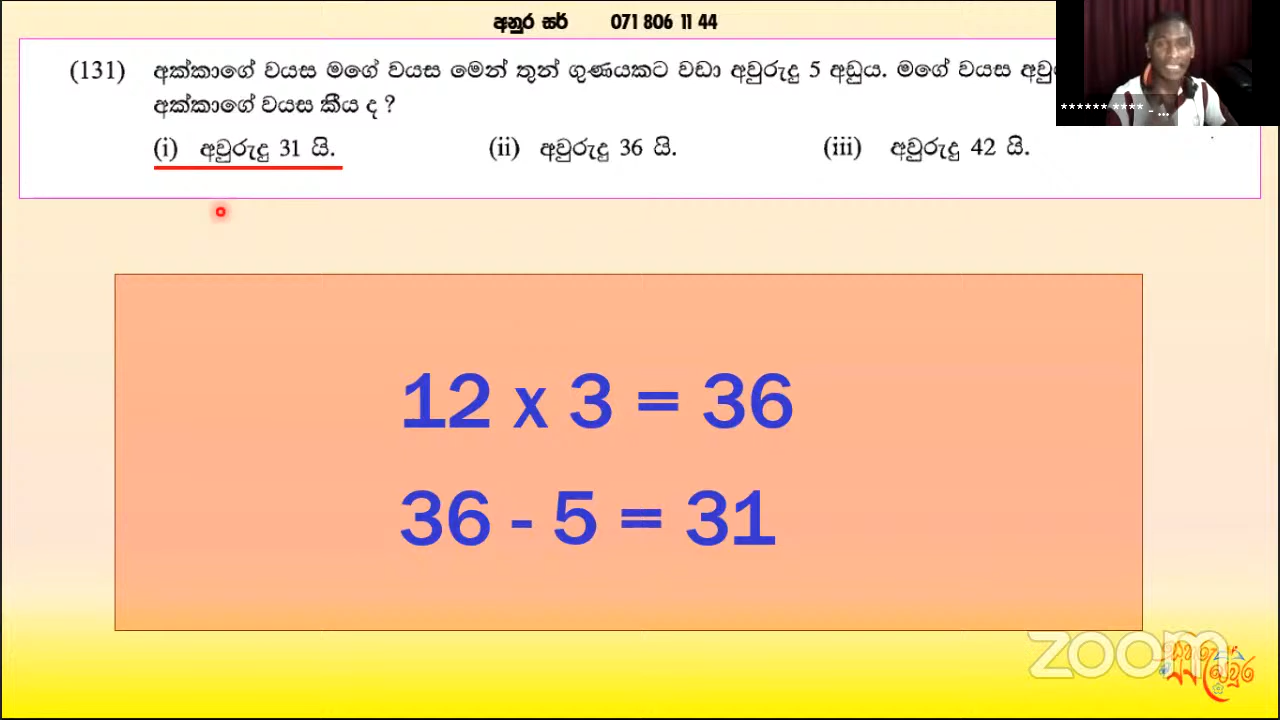 අනුර සර් 071 806 11 44
(131) අක්කාගේ වයස මගේ වයස මෙන් තුන් ගුණයකට වඩා අවුරුදු 5 අඩුය. මගේ වයස
අක්කාගේ වයස කීය ද ?
(i) අවුරුදු 31 යි. (ii) අවුරුදු 36 යි. (iii) අවුරුදු 42 යි.
****** **** - ...
12 x 3 = 36
36 - 5 = 31
zoom